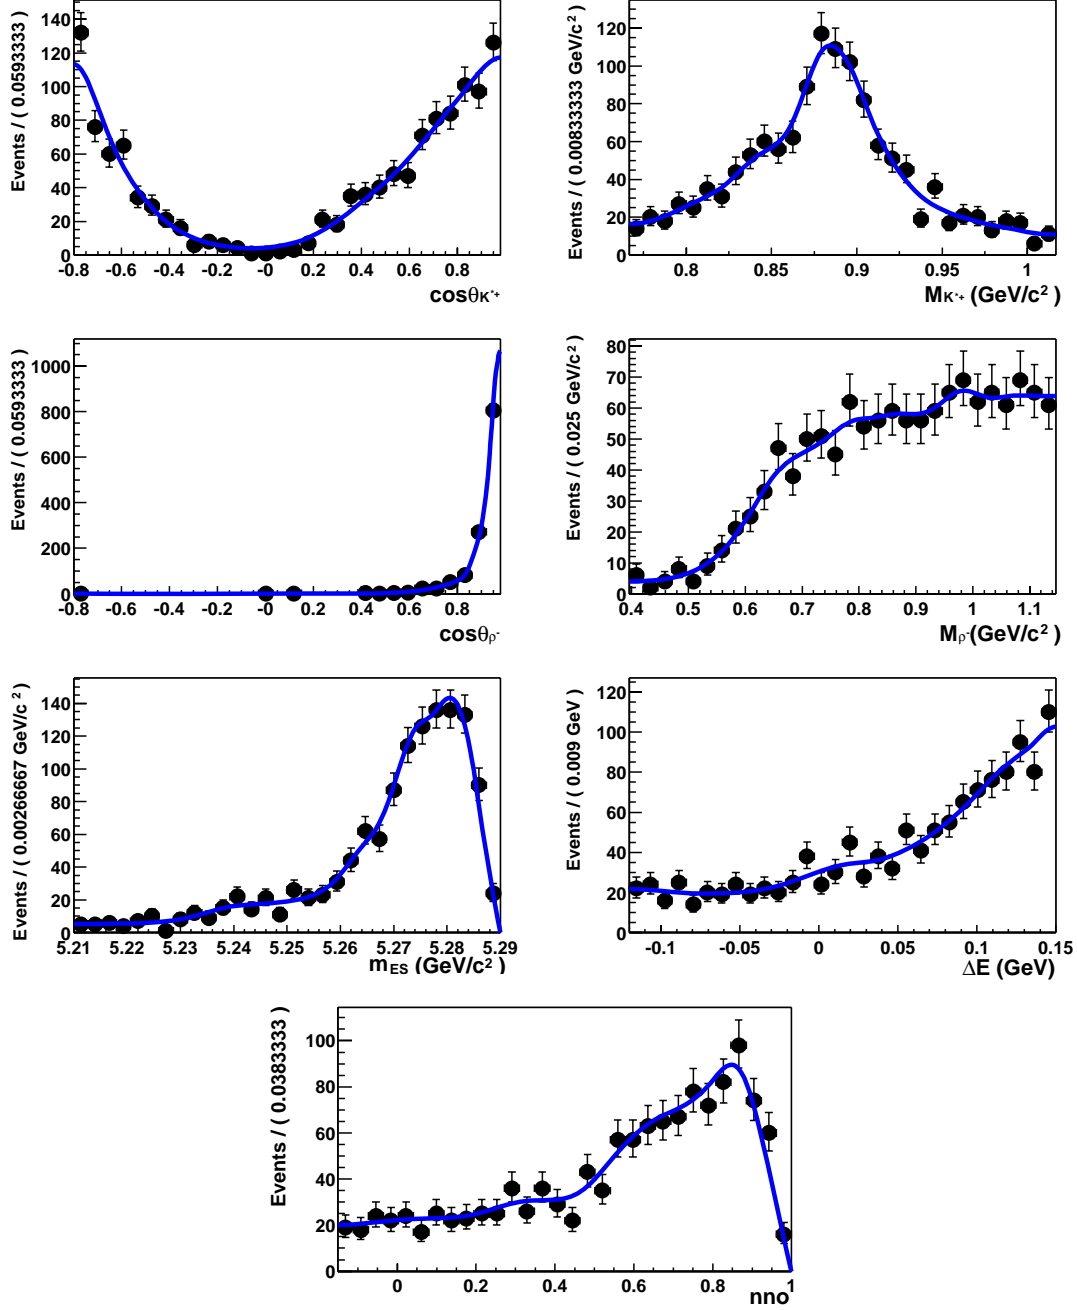 Events / ( 0.0593333 )
140
120
100
80
60
40
20
0
-0.8 -0.6 -0.4 -0.2 -0 0.2 0.4 0.6 0.8
cosθK*+
Events / ( 0.00833333 GeV/c2 )
120
100
80
60
40
20
0
0.8 0.85 0.9 0.95 1
MK*+ (GeV/c2 )
Events / ( 0.0593333 )
1000
800
600
400
200
0
-0.8 -0.6 -0.4 -0.2 -0 0.2 0.4 0.6 0.8
cosθρ-
Events / ( 0.025 GeV/c2 )
80
70
60
50
40
30
20
10
0
0.4 0.5 0.6 0.7 0.8 0.9 1 1.1
Mρ-(GeV/c2 )
Events / ( 0.00266667 GeV/c2 )
140
120
100
80
60
40
20
0
5.21 5.22 5.23 5.24 5.25 5.26 5.27 5.28 5.29
mES (GeV/c2 )
Events / ( 0.009 GeV )
120
100
80
60
40
20
0
-0.1 -0.05 0 0.05 0.1 0.15
ΔE (GeV)
Events / ( 0.0383333 )
100
80
60
40
20
0
0 0.2 0.4 0.6 0.8 1
nno